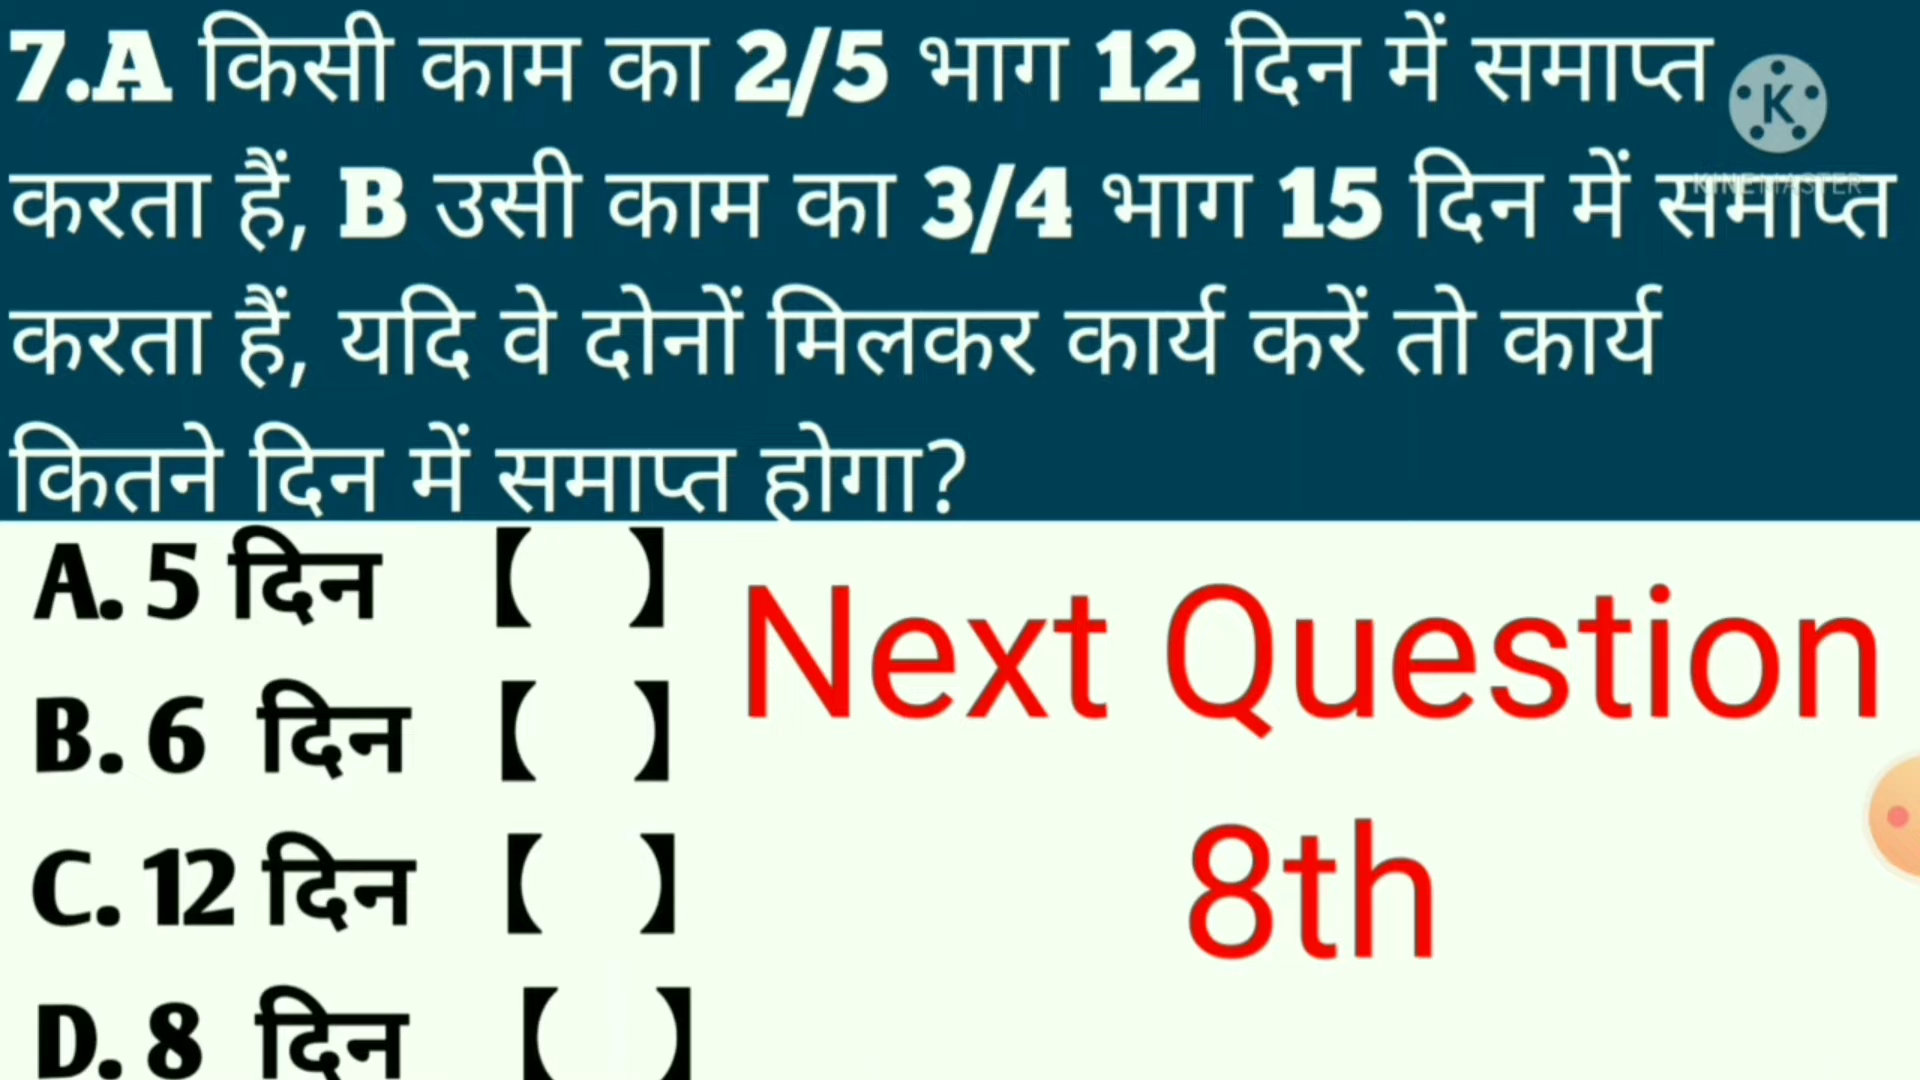 7.A किसी काम का 2/5 भाग 12 दिन में समाप्त
करता हैं, B उसी काम का 3/4 भाग 15 दिन में समाप्त
करता हैं, यदि वे दोनों मिलकर कार्य करें तो कार्य
कितने दिन में समाप्त होगा?
K
KINEMASTER
A. 5 दिन 【 】
B. 6 दिन 【 】
C. 12 दिन 【 】
D. 8 दिन 【 】
Next Question
8th